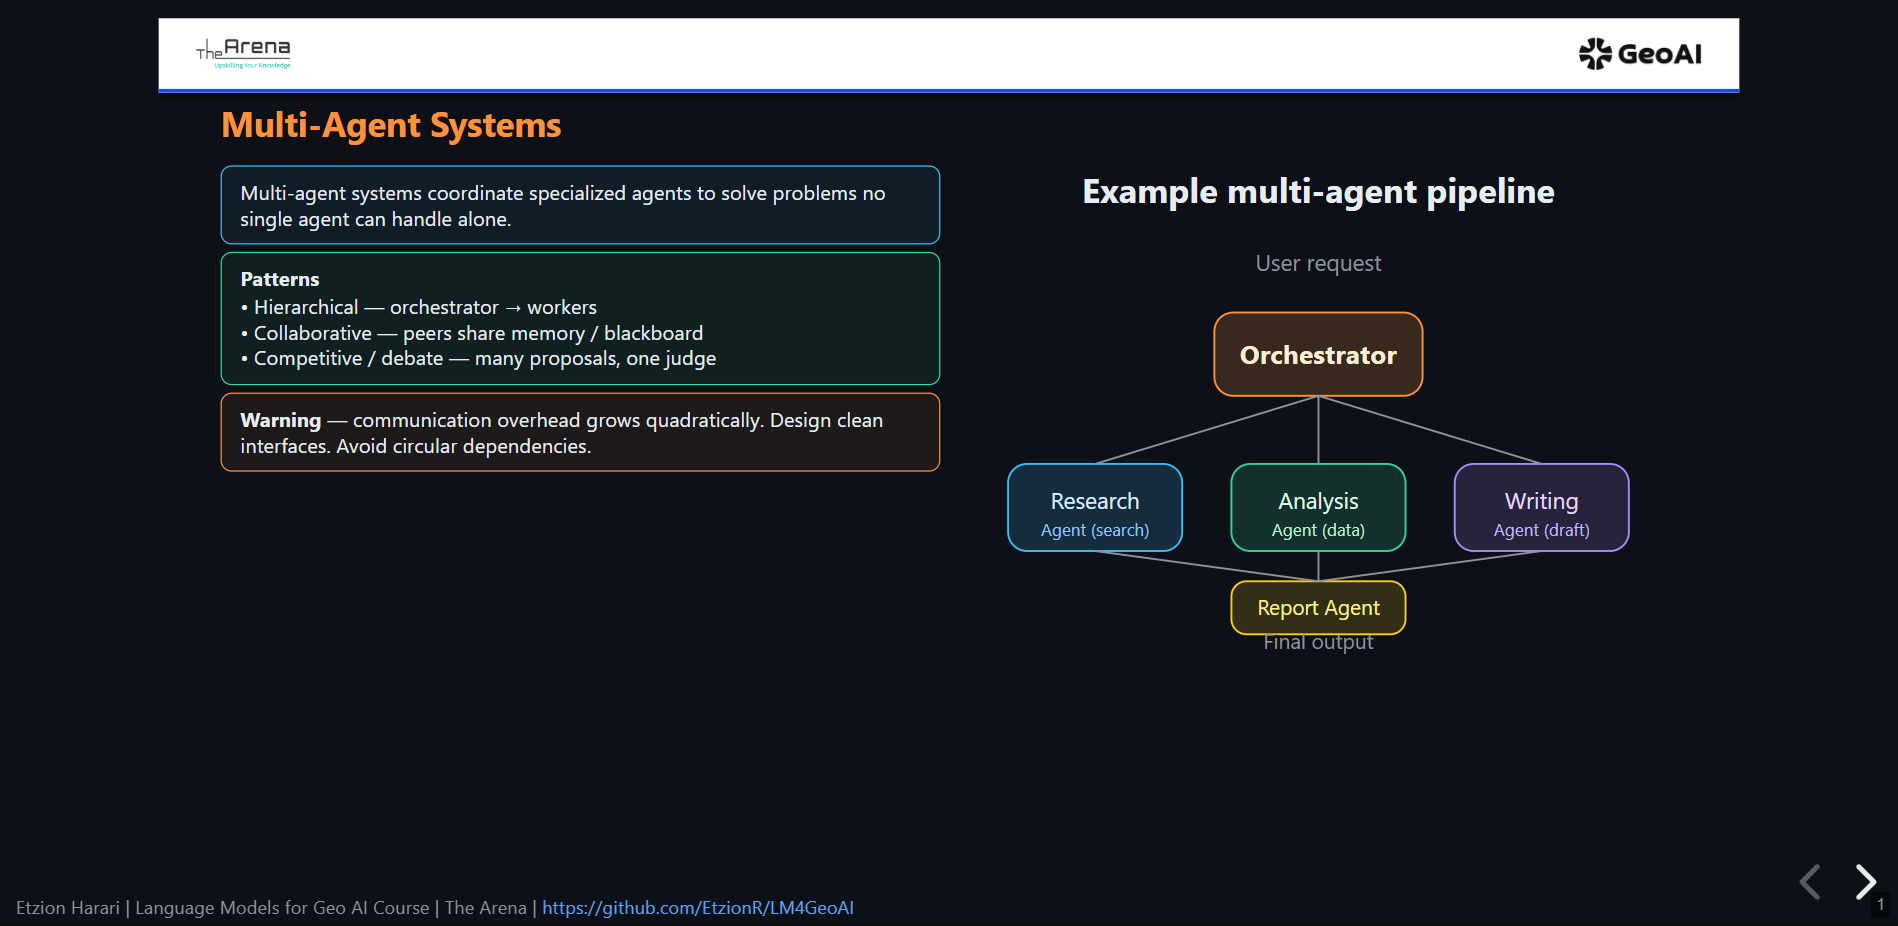 The Arena
Upskilling Your Knowledge
GeoAI
Multi-Agent Systems
Multi-agent systems coordinate specialized agents to solve problems no
single agent can handle alone.
Patterns
• Hierarchical — orchestrator → workers
• Collaborative — peers share memory / blackboard
• Competitive / debate — many proposals, one judge
Warning — communication overhead grows quadratically. Design clean
interfaces. Avoid circular dependencies.
Example multi-agent pipeline
User request
Orchestrator
Research
Agent (search)
Analysis
Agent (data)
Writing
Agent (draft)
Report Agent
Final output
Etzion Harari | Language Models for Geo AI Course | The Arena | https://github.com/EtzionR/LM4GeoAI
1